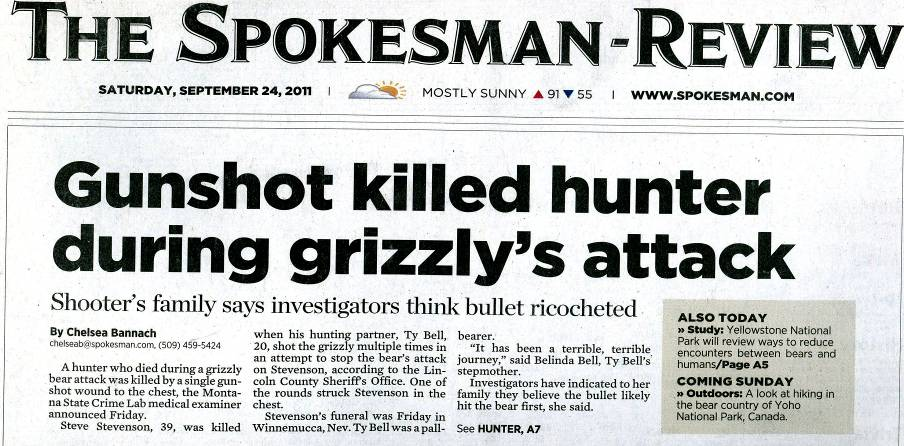 THE SPOKESMAN-REVIEW
SATURDAY, SEPTEMBER 24, 2011 | MOSTLY SUNNY ▲ 91 ▼ 55 | WWW.SPOKESMAN.COM
Gunshot killed hunter
during grizzly's attack
Shooter's family says investigators think bullet ricocheted
By Chelsea Bannach
chelseab@spokesman.com, (509) 459-5424
A hunter who died during a grizzly
bear attack was killed by a single gun-
shot wound to the chest, the Monta-
na State Crime Lab medical examiner
announced Friday.
Steve Stevenson, 39, was killed
when his hunting partner, Ty Bell,
20, shot the grizzly multiple times in
an attempt to stop the bear's attack
on Stevenson, according to the Lin-
coln County Sheriff's Office. One of
the rounds struck Stevenson in the
chest.
Stevenson's funeral was Friday in
Winnemucca, Nev. Ty Bell was a pall-
bearer.
"It has been a terrible, terrible
journey," said Belinda Bell, Ty Bell's
stepmother.
Investigators have indicated to her
family they believe the bullet likely
hit the bear first, she said.
See HUNTER, A7
ALSO TODAY
» Study: Yellowstone National
Park will review ways to reduce
encounters between bears and
humans/Page A5
COMING SUNDAY
» Outdoors: A look at hiking in
the bear country of Yoho
National Park, Canada.